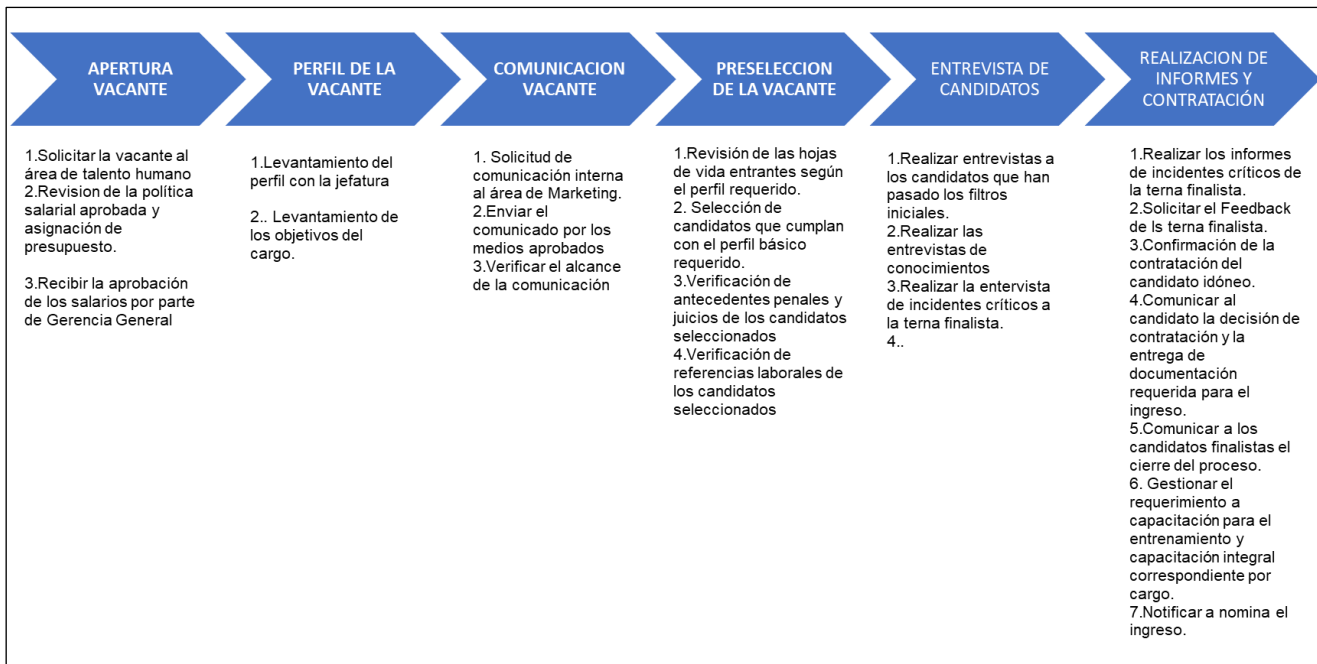 APERTURA
VACANTE
PERFIL DE LA
VACANTE
COMUNICACION
VACANTE
PRESELECCION
DE LA VACANTE
ENTREVISTA DE
CANDIDATOS
REALIZACION DE
INFORMES Y
CONTRATACIÓN
1.Solicitar la vacante al
área de talento humano
2.Revision de la política
salarial aprobada y
asignación de
presupuesto.
3.Recibir la aprobación
de los salarios por parte
de Gerencia General
1.Levantamiento del
perfil con la jefatura
2.. Levantamiento de
los objetivos del
cargo.
1. Solicitud de
comunicación interna
al área de Marketing.
2.Enviar el
comunicado por los
medios aprobados
3.Verificar el alcance
de la comunicación
1.Revisión de las hojas
de vida entrantes según
el perfil requerido.
2. Selección de
candidatos que cumplan
con el perfil básico
requerido.
3.Verificación de
antecedentes penales y
juicios de los candidatos
seleccionados
4.Verificación de
referencias laborales de
los candidatos
seleccionados
1.Realizar entrevistas a
los candidatos que han
pasado los filtros
iniciales.
2.Realizar las
entrevistas de
conocimientos
3.Realizar la entervista
de incidentes críticos a
la terna finalista.
4..
1.Realizar los informes
de incidentes críticos
de la terna finalista.
2.Solicitar el Feedback
de ls terna finalista.
3.Confirmación de la
contratación del
candidato idóneo.
4.Comunicar al
candidato la decisión de
contratación y la
entrega de
documentación
requerida para el
ingreso.
5.Comunicar a los
candidatos finalistas el
cierre del proceso.
6. Gestionar el
requerimiento a
capacitación para el
entrenamiento y
capacitación integral
correspondiente por
cargo.
7.Notificar a nomina el
ingreso.